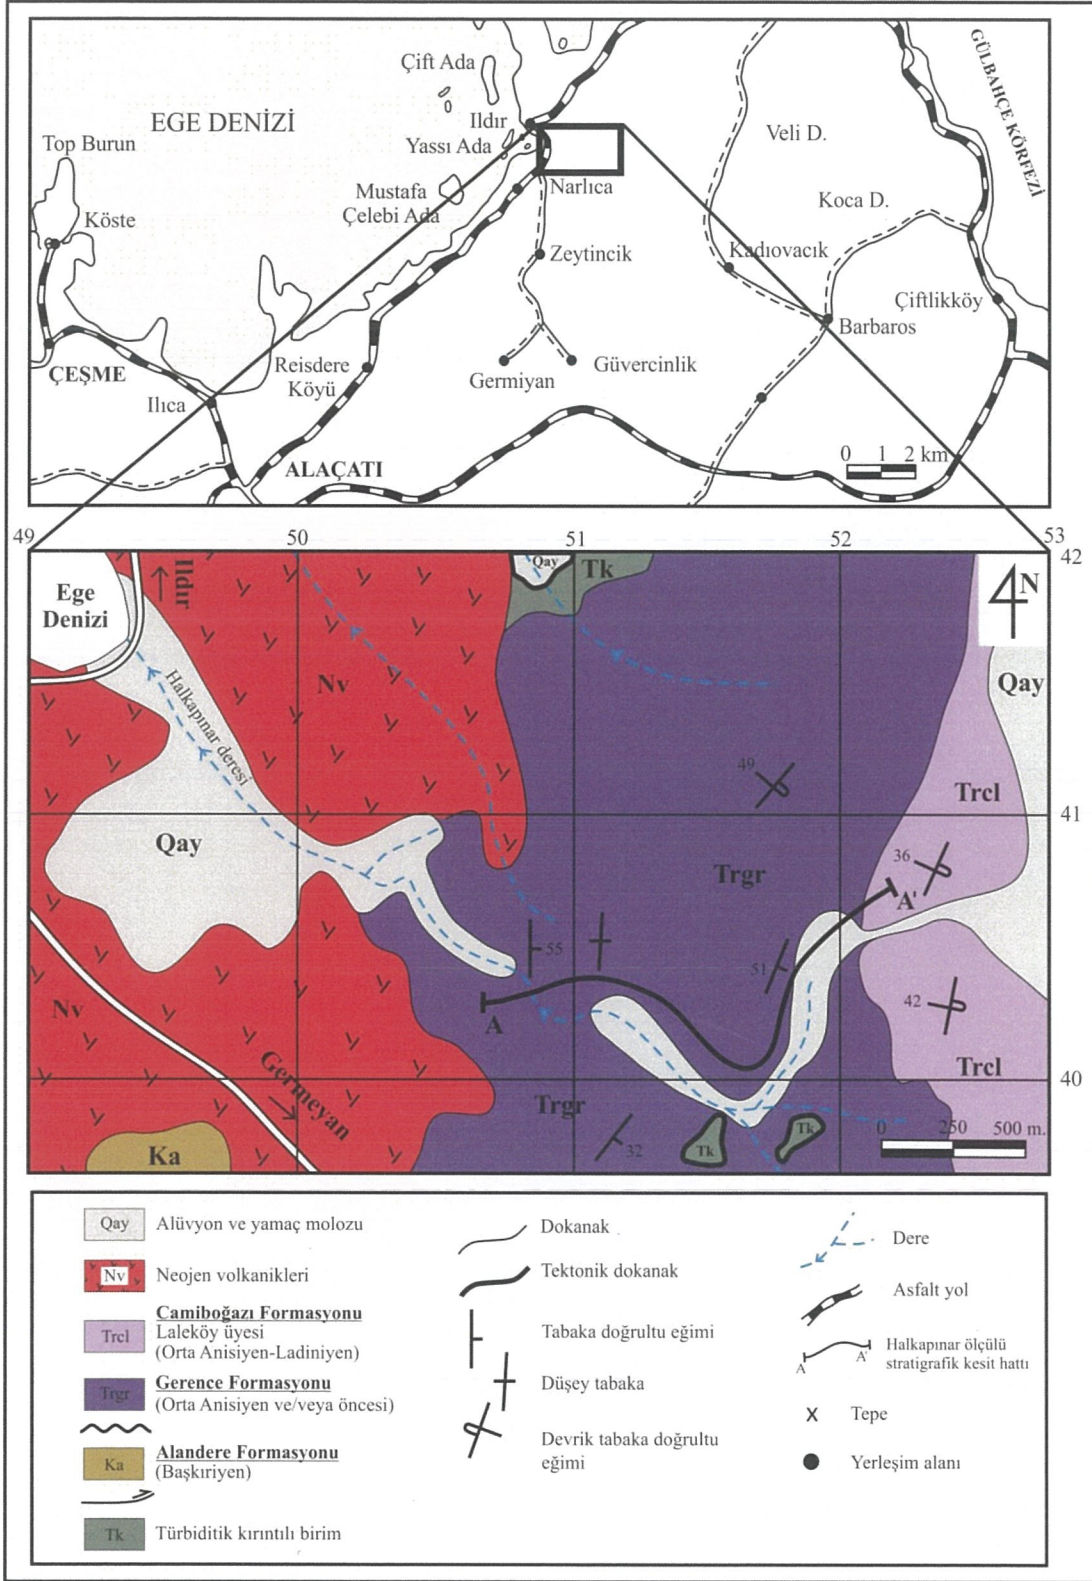 Çift Ada
GÜLBAHÇE KÖRFEZİ
EGE DENİZİ
Ildır
Yassı Ada
Veli D.
Top Burun
Mustafa
Çelebi Ada
Narlıca
Koca D.
Köste
Zeytincik
Kadıovacık
Çiftlikköy
Barbaros
ÇEŞME
Reisdere
Köyü
Germiyan
Güvercinlik
Ilıca
ALAÇATI
0 1 2 km
49 50 51 52 53
42
Ege
Denizi
Ildır
Qay
Tk
N
Nv
Qay
Halkapınar deresi
49
Trcl
41
Qay
Trgr
36
A'
55
51
Nv
A
42
Germeyan
Trcl
40
Trgr
Ka
32
Tk
Tk
0 250 500 m.
Qay Alüvyon ve yamaç molozu
Nv Neojen volkanikleri
Camiboğazı Formasyonu
Trcl Laleköy üyesi
(Orta Anisiyen-Ladiniyen)
Gerence Formasyonu
Trgr (Orta Anisiyen ve/veya öncesi)
Alandere Formasyonu
Ka (Başkıriyen)
Tk Türbiditik kırıntılı birim
Dokanak
Tektonik dokanak
Tabaka doğrultu eğimi
Düşey tabaka
Devrik tabaka doğrultu
eğimi
Dere
Asfalt yol
A A' Halkapınar ölçülü
stratigrafik kesit hattı
x Tepe
Yerleşim alanı